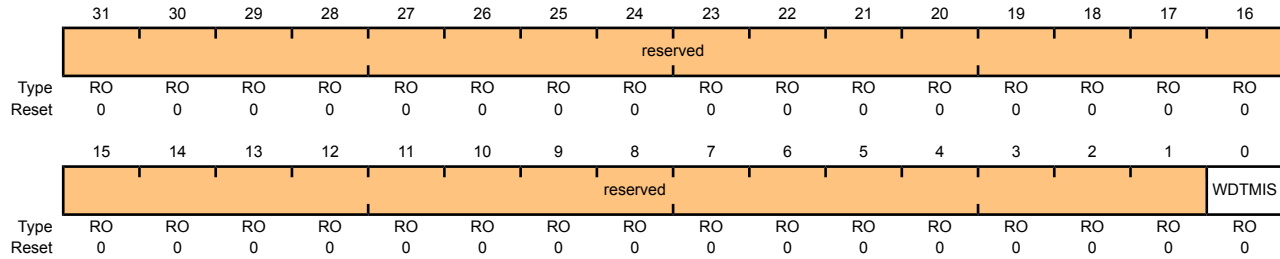 31 30 29 28 27 26 25 24 23 22 21 20 19 18 17 16
reserved
Type RO RO RO RO RO RO RO RO RO RO RO RO RO RO RO RO
Reset 0 0 0 0 0 0 0 0 0 0 0 0 0 0 0 0
15 14 13 12 11 10 9 8 7 6 5 4 3 2 1 0
reserved WDTMIS
Type RO RO RO RO RO RO RO RO RO RO RO RO RO RO RO RO
Reset 0 0 0 0 0 0 0 0 0 0 0 0 0 0 0 0